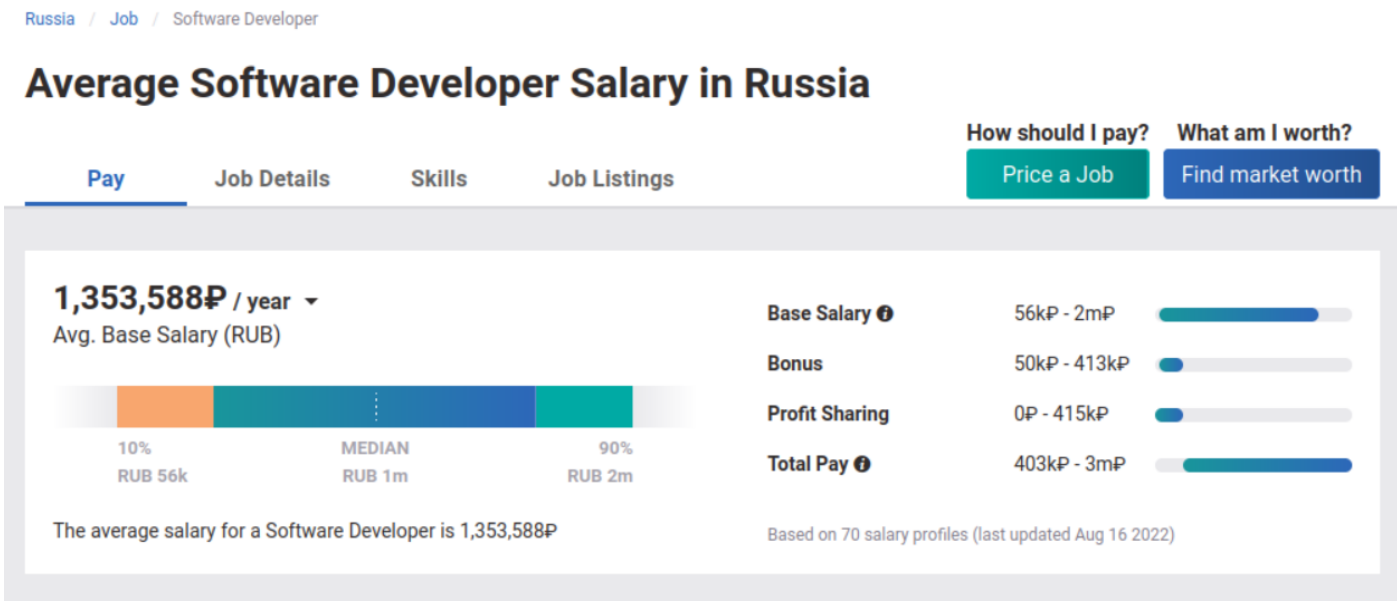 Russia / Job / Software Developer
Average Software Developer Salary in Russia
How should I pay? What am I worth?
Pay Job Details Skills Job Listings Price a Job Find market worth
1,353,588₽ / year
Avg. Base Salary (RUB)
10% MEDIAN 90%
RUB 56k RUB 1m RUB 2m
The average salary for a Software Developer is 1,353,588₽
Base Salary 56k₽ - 2m₽
Bonus 50k₽ - 413k₽
Profit Sharing 0₽ - 415k₽
Total Pay 403k₽ - 3m₽
Based on 70 salary profiles (last updated Aug 16 2022)